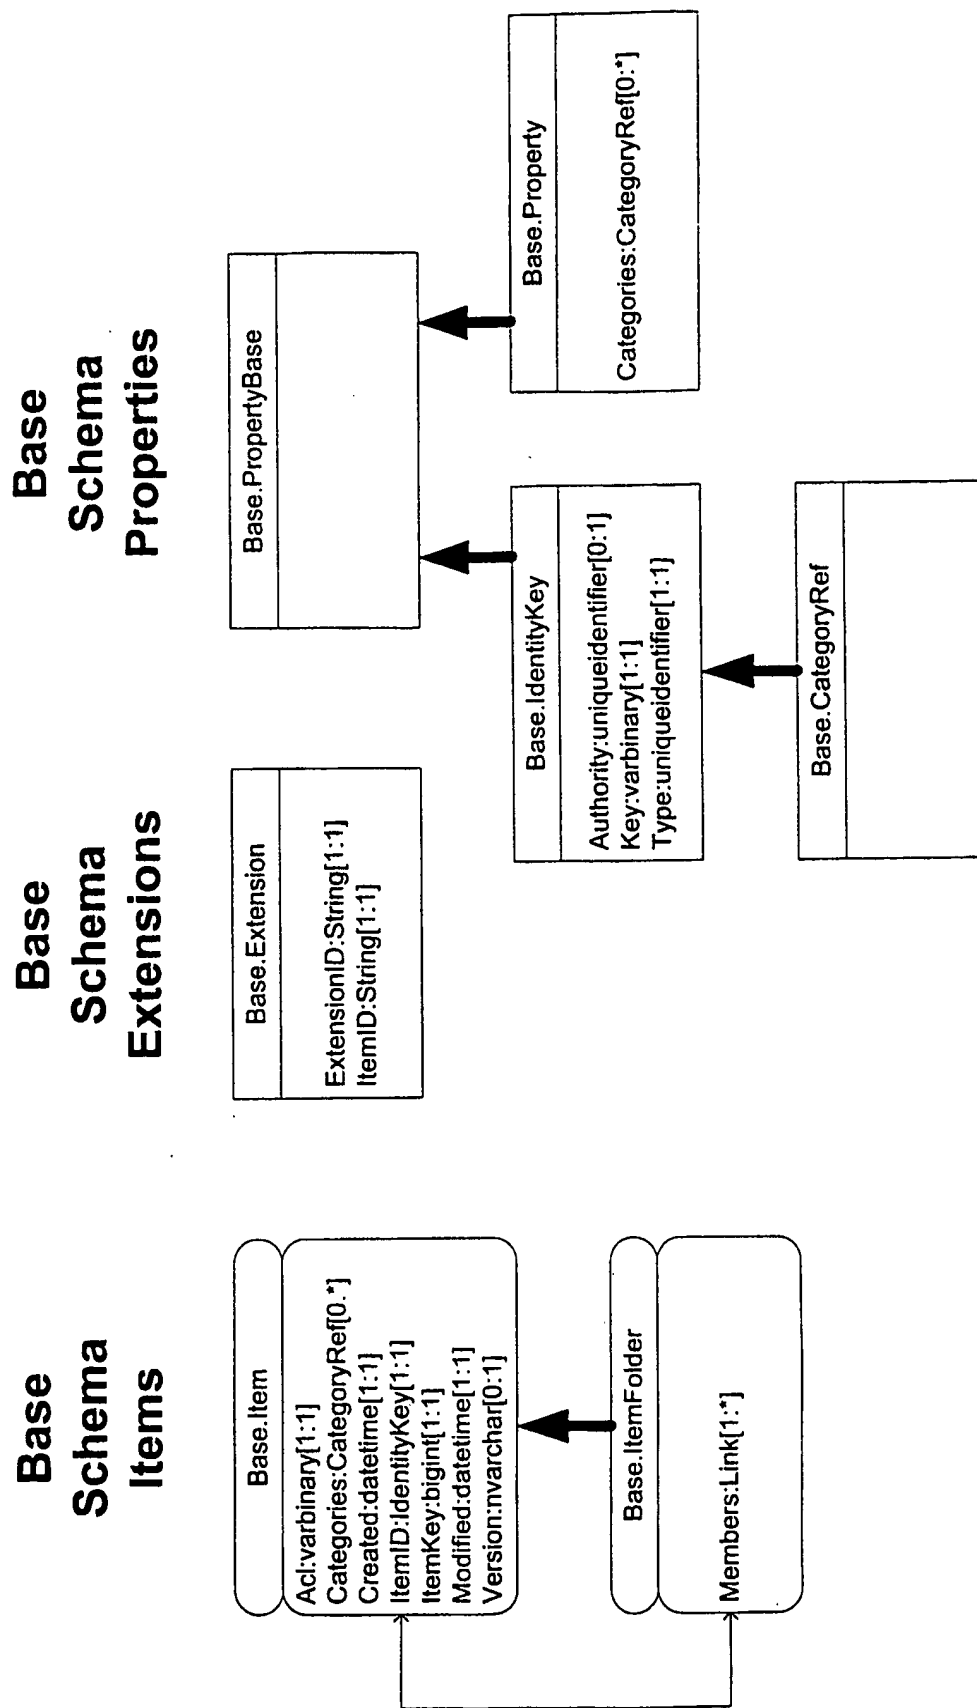 Base
Schema
Items
Base.Item
Acl:varbinary[1:1]
Categories:CategoryRef[0.*]
Created:datetime[1:1]
ItemID:IdentityKey[1:1]
ItemKey:bigint[1:1]
Modified:datetime[1:1]
Version:nvarchar[0:1]
Base.ItemFolder
Members:Link[1:*]
Base
Schema
Extensions
Base.Extension
ExtensionID:String[1:1]
ItemID:String[1:1]
Base
Schema
Properties
Base.PropertyBase
Base.IdentityKey
Authority:uniqueidentifier[0:1]
Key:varbinary[1:1]
Type:uniqueidentifier[1:1]
Base.Property
Categories:CategoryRef[0:*]
Base.CategoryRef